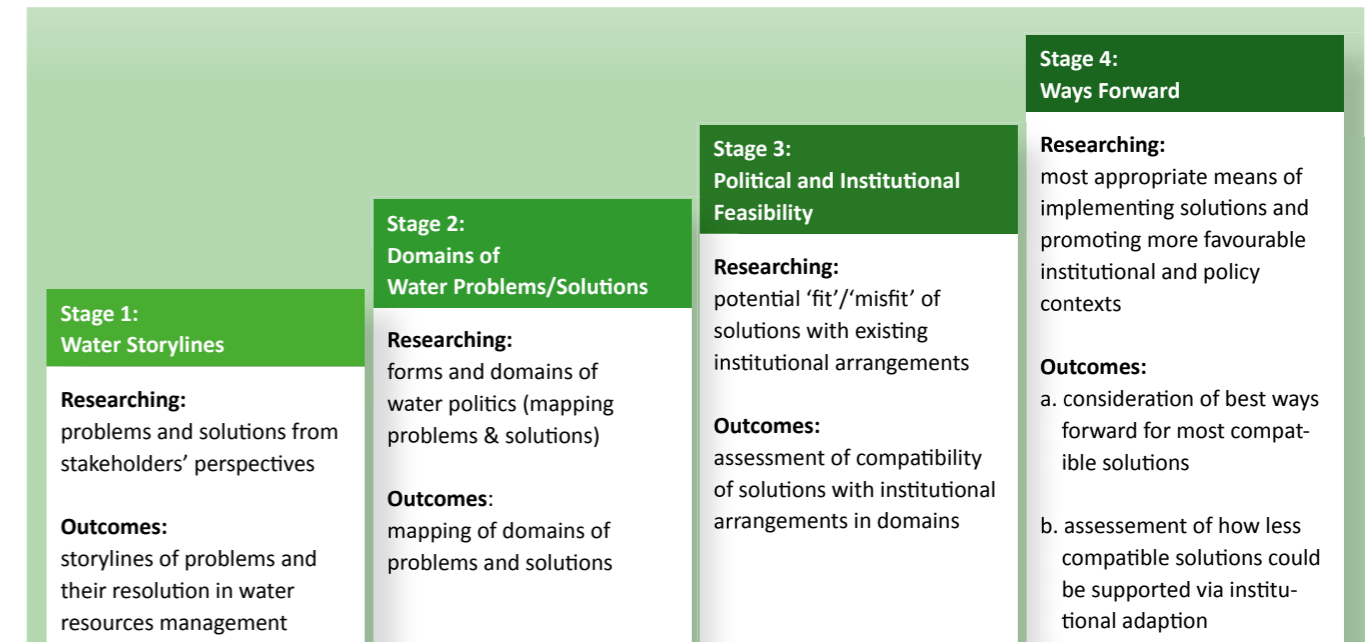 Stage 1:
Water Storylines
Researching:
problems and solutions from
stakeholders’ perspectives
Outcomes:
storylines of problems and
their resolution in water
resources management
Stage 2:
Domains of
Water Problems/Solutions
Researching:
forms and domains of
water politics (mapping
problems & solutions)
Outcomes:
mapping of domains of
problems and solutions
Stage 3:
Political and Institutional
Feasibility
Researching:
potential ‘fit’/‘misfit’ of
solutions with existing
institutional arrangements
Outcomes:
assessment of compatibility
of solutions with institutional
arrangements in domains
Stage 4:
Ways Forward
Researching:
most appropriate means of
implementing solutions and
promoting more favourable
institutional and policy
contexts
Outcomes:
a. consideration of best ways
forward for most compat-
ible solutions
b. assessement of how less
compatible solutions could
be supported via institu-
tional adaption